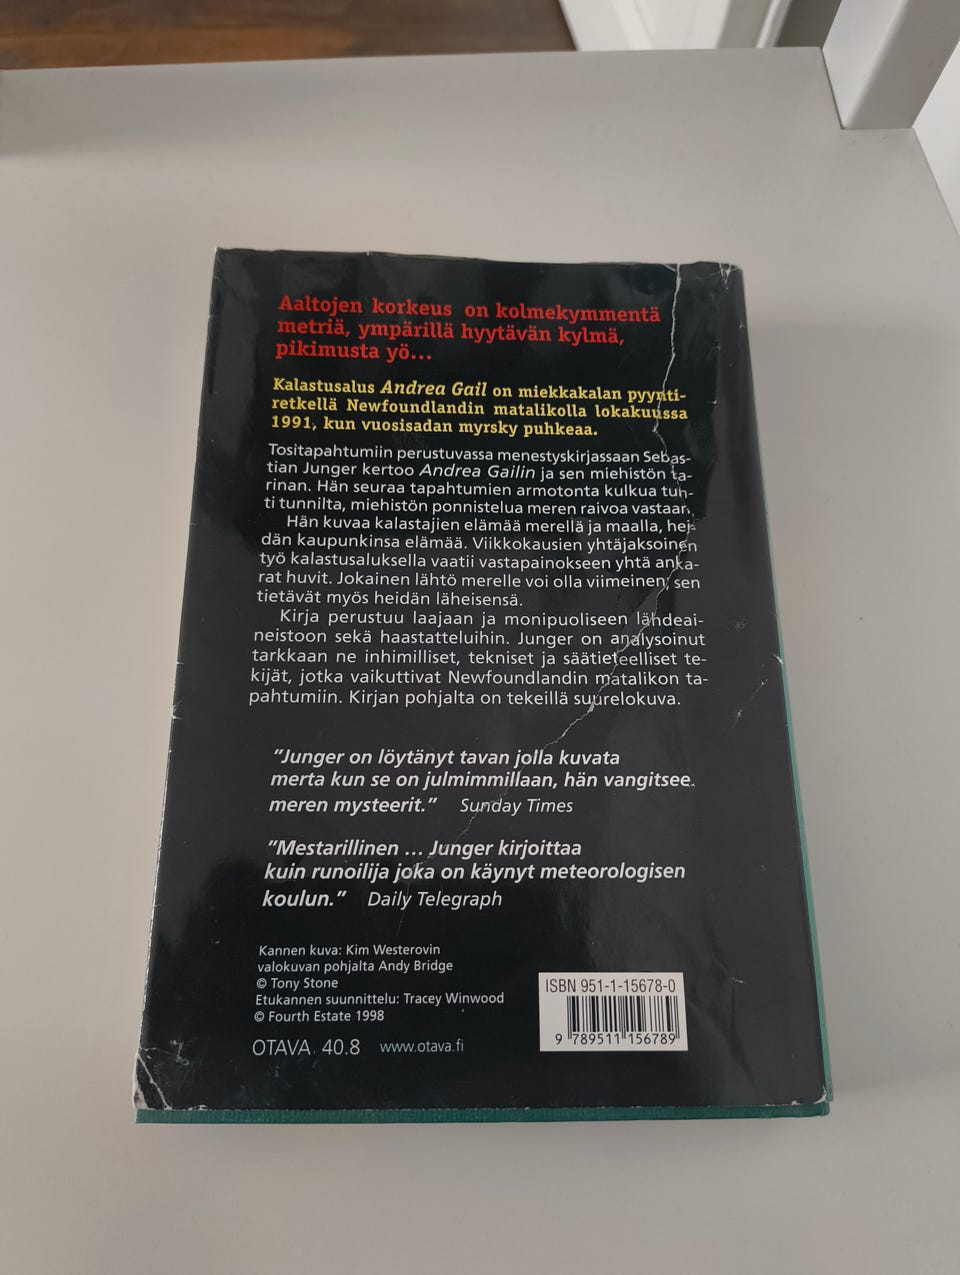 Aaltojen korkeus on kolmekymmentä
metriä, ympärillä hyytävän kylmä,
pikimusta yö...
Kalastusalus Andrea Gail on miekkakalan pyynti-
retkellä Newfoundlandin matalikolla lokakuussa
1991, kun vuosisadan myrsky puhkeaa.
Tositapahtumiin perustuvassa menestyskirjassaan Sebas-
tian Junger kertoo Andrea Gailin ja sen miehistön ta-
rinan. Hän seuraa tapahtumien armotonta kulkua tun-
ti tunnilta, miehistön ponnistelua meren raivoa vastaan.
Hän kuvaa kalastajien elämää merellä ja maalla, hei-
dän kaupunkinsa elämää. Viikkokausien yhtäjaksoinen
työ kalastusaluksella vaatii vastapainokseen yhtä anka-
rat huvit. Jokainen lähtö merelle voi olla viimeinen, sen
tietävät myös heidän läheisensä.
Kirja perustuu laajaan ja monipuoliseen lähdeai-
neistoon sekä haastatteluihin. Junger on analysoinut
tarkkaan ne inhimilliset, tekniset ja säätieteelliset te-
kijät, jotka vaikuttivat Newfoundlandin matalikon ta-
pahtumiin. Kirjan pohjalta on tekeillä suurelokuva.
"Junger on löytänyt tavan jolla kuvata
merta kun se on julmimmillaan, hän vangitsee
meren mysteerit." Sunday Times
"Mestarillinen ... Junger kirjoittaa
kuin runoilija joka on käynyt meteorologisen
koulun." Daily Telegraph
Kannen kuva: Kim Westerovin
valokuvan pohjalta Andy Bridge
© Tony Stone
Etukannen suunnittelu: Tracey Winwood
© Fourth Estate 1998
OTAVA 40.8 www.otava.fi
ISBN 951-1-15678-0
9 789511 156789